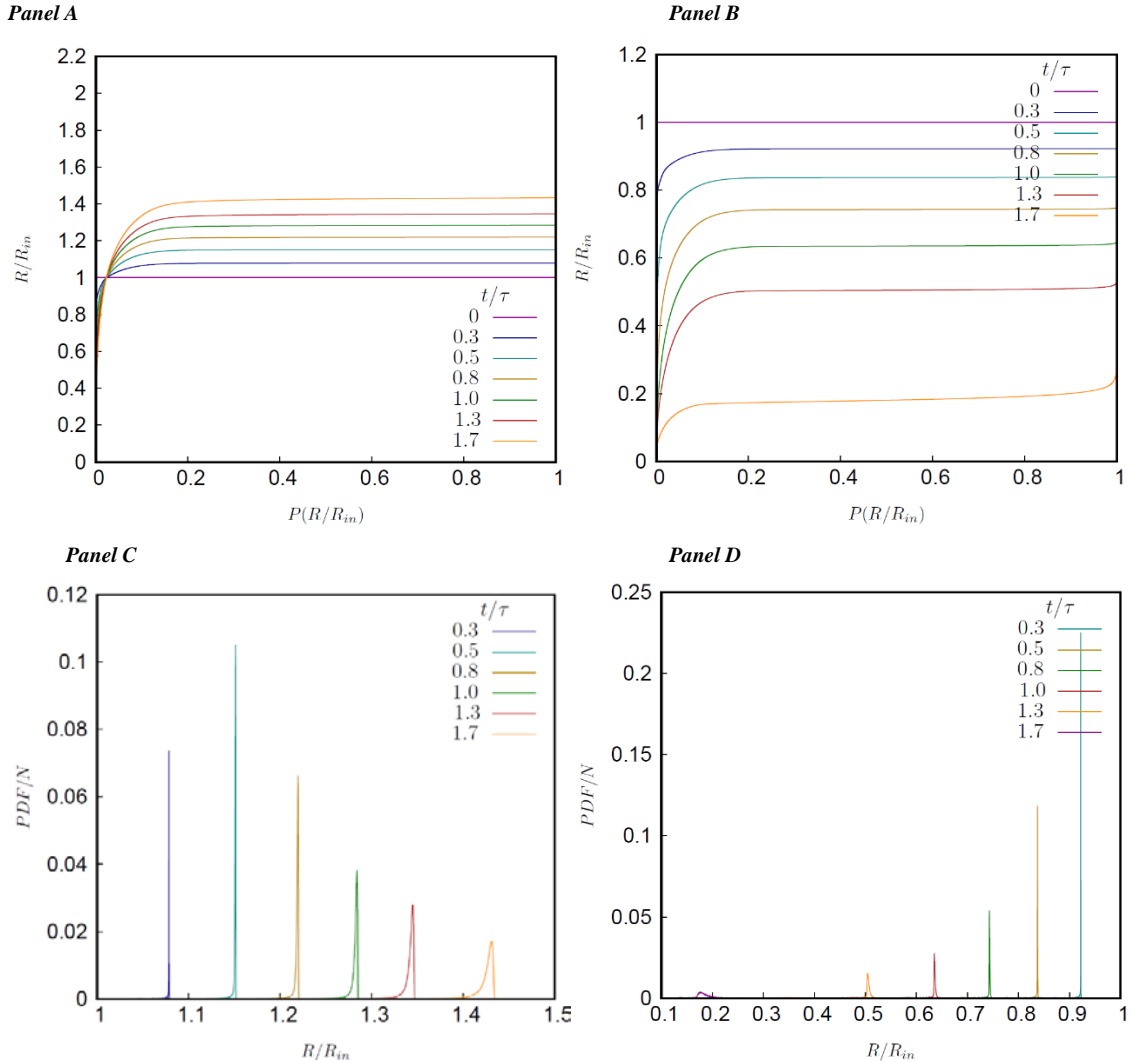 Panel A
2.2
2
1.8
1.6
1.4
1.2
1
0.8
0.6
0.4
0.2
0
R/R_in
t/τ
0
0.3
0.5
0.8
1.0
1.3
1.7
0 0.2 0.4 0.6 0.8 1
P(R/R_in)
Panel B
1.2
1
0.8
0.6
0.4
0.2
0
R/R_in
t/τ
0
0.3
0.5
0.8
1.0
1.3
1.7
0 0.2 0.4 0.6 0.8 1
P(R/R_in)
Panel C
0.12
0.1
0.08
0.06
0.04
0.02
0
PDF/N
t/τ
0.3
0.5
0.8
1.0
1.3
1.7
1 1.1 1.2 1.3 1.4 1.5
R/R_in
Panel D
0.25
0.2
0.15
0.1
0.05
0
PDF/N
t/τ
0.3
0.5
0.8
1.0
1.3
1.7
0.1 0.2 0.3 0.4 0.5 0.6 0.7 0.8 0.9 1
R/R_in